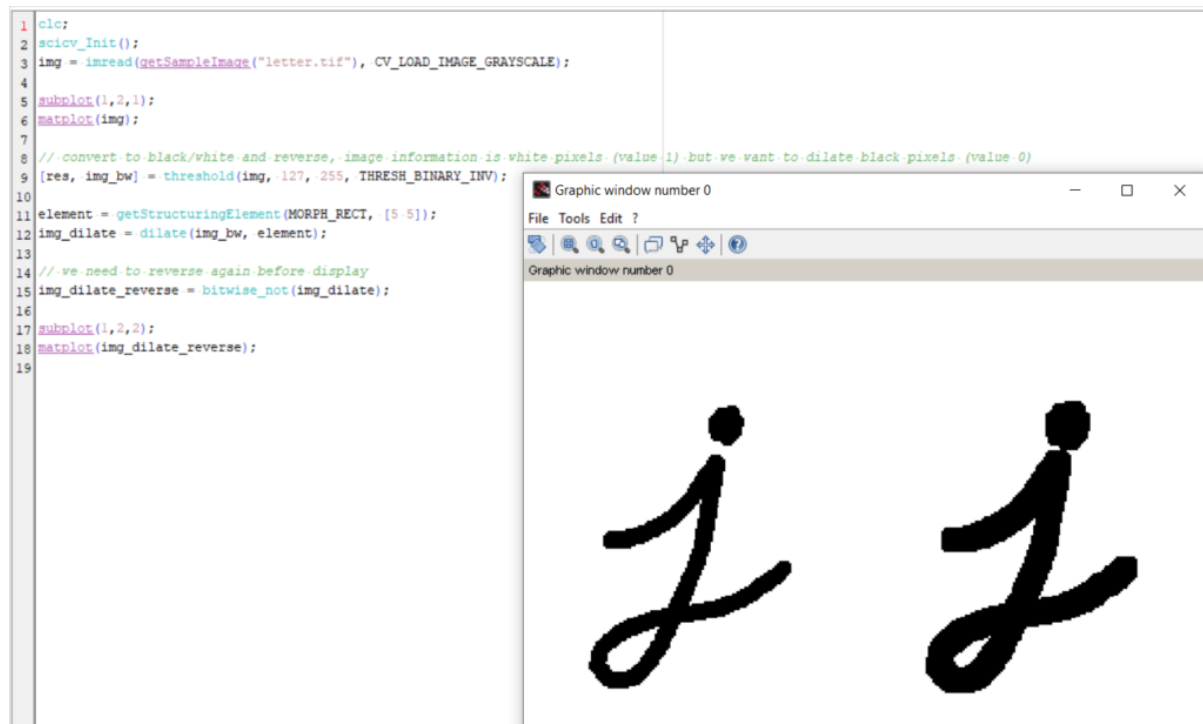 1 clc;
2 scicv_Init();
3 img = imread(getSampleImage("letter.tif"), CV_LOAD_IMAGE_GRAYSCALE);
4
5 subplot(1,2,1);
6 matplot(img);
7
8 // convert to black/white and reverse, image information is white pixels (value 1) but we want to dilate black pixels (value 0)
9 [res, img_bw] = threshold(img, 127, 255, THRESH_BINARY_INV);
10
11 element = getStructuringElement(MORPH_RECT, [5 5]);
12 img_dilate = dilate(img_bw, element);
13
14 // we need to reverse again before display
15 img_dilate_reverse = bitwise_not(img_dilate);
16
17 subplot(1,2,2);
18 matplot(img_dilate_reverse);
19
Graphic window number 0
File Tools Edit ?
Graphic window number 0
j j